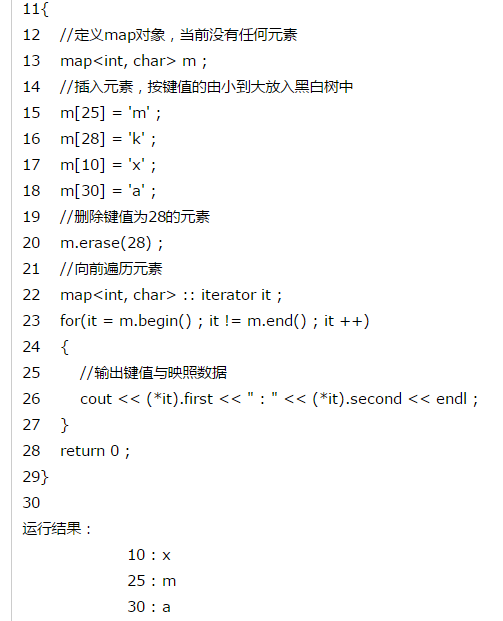 11{
12 //定义map对象，当前没有任何元素
13 map<int, char> m ;
14 //插入元素，按键值的由小到大放入黑白树中
15 m[25] = 'm' ;
16 m[28] = 'k' ;
17 m[10] = 'x' ;
18 m[30] = 'a' ;
19 //删除键值为28的元素
20 m.erase(28) ;
21 //向前遍历元素
22 map<int, char> :: iterator it ;
23 for(it = m.begin() ; it != m.end() ; it ++)
24 {
25 //输出键值与映照数据
26 cout << (*it).first << " : " << (*it).second << endl ;
27 }
28 return 0 ;
29}
30
运行结果：
10 : x
25 : m
30 : a